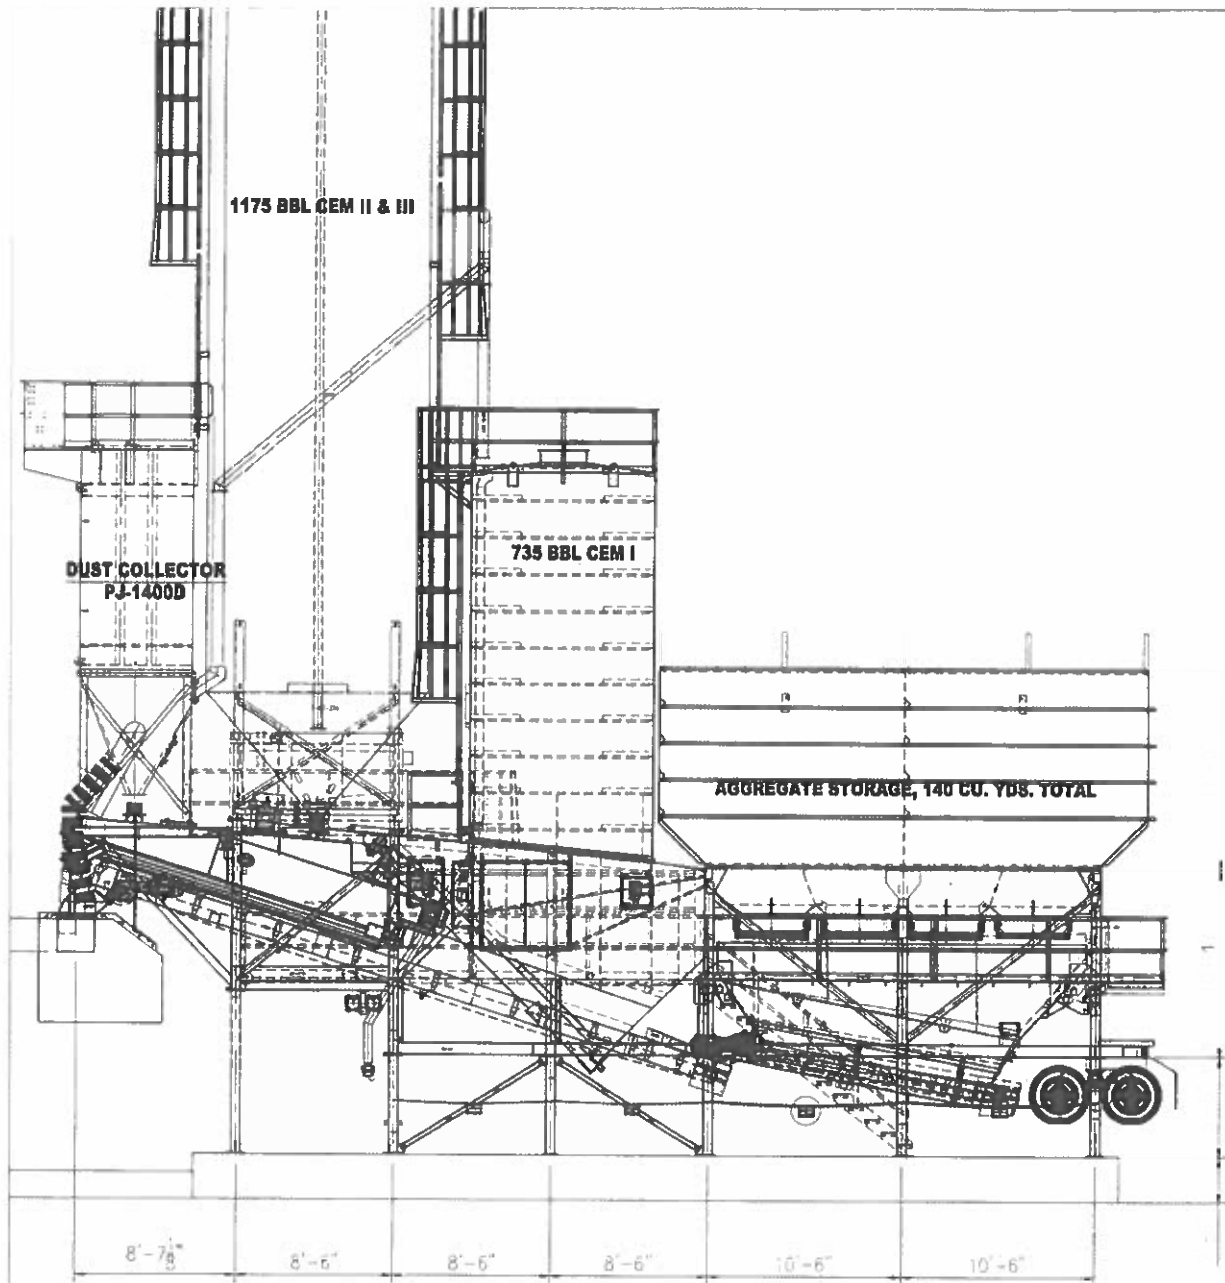 1175 BBL CEM II & III
735 BBL CEM I
DUST COLLECTOR
PJ-1400D
AGGREGATE STORAGE, 140 CU. YDS. TOTAL
1
8'-6"
8'-6"
8'-6"
10'-6"
10'-6"